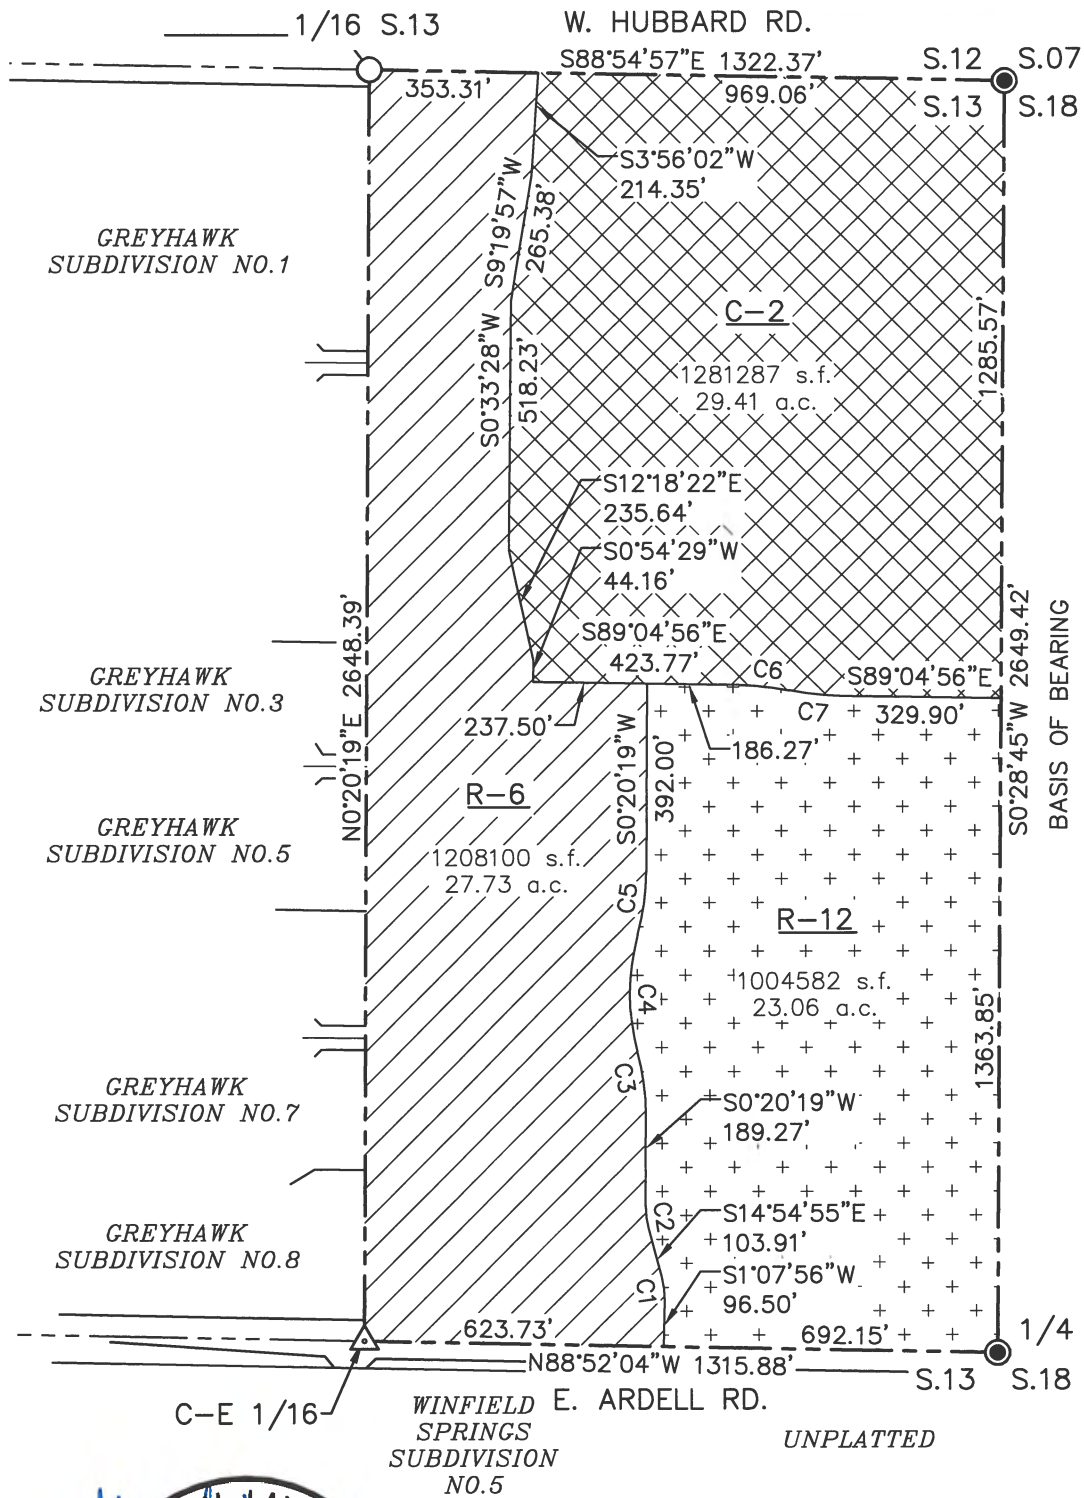 1/16 S.13
W. HUBBARD RD.
S88°54'57"E 1322.37'
S.12
S.07
353.31'
969.06'
S.13
S.18
S3°56'02"W
214.35'
S9°19'57"W
265.38'
GREYHAWK
SUBDIVISION NO.1
C-2
1281287 s.f.
29.41 a.c.
1285.57'
S0°33'28"W
518.23'
S12°18'22"E
235.64'
S0°54'29"W
44.16'
S89°04'56"E
423.77'
C6
S89°04'56"E
N0°20'19"E 2648.39'
GREYHAWK
SUBDIVISION NO.3
237.50'
C7
329.90'
186.27'
S0°28'45"W 2649.42'
BASIS OF BEARING
S0°20'19"W
392.00'
R-6
1208100 s.f.
27.73 a.c.
GREYHAWK
SUBDIVISION NO.5
C5
R-12
1004582 s.f.
23.06 a.c.
C4
1363.85'
C3
GREYHAWK
SUBDIVISION NO.7
S0°20'19"W
189.27'
C2
S14°54'55"E
103.91'
GREYHAWK
SUBDIVISION NO.8
C1
S1°07'56"W
96.50'
623.73'
692.15'
1/4
N88°52'04"W 1315.88'
S.13
S.18
C-E 1/16
E. ARDELL RD.
WINFIELD
SPRINGS
SUBDIVISION
NO.5
UNPLATTED